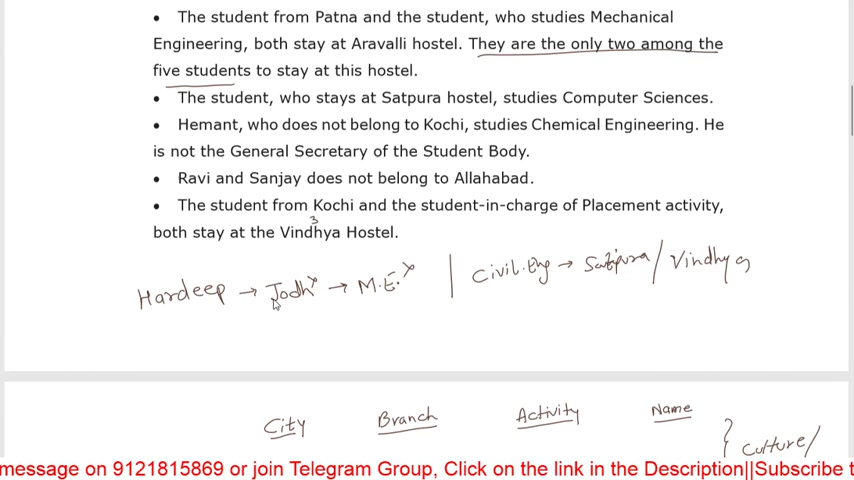 • The student from Patna and the student, who studies Mechanical
Engineering, both stay at Aravalli hostel. They are the only two among the
five students to stay at this hostel.
• The student, who stays at Satpura hostel, studies Computer Sciences.
• Hemant, who does not belong to Kochi, studies Chemical Engineering. He
is not the General Secretary of the Student Body.
• Ravi and Sanjay does not belong to Allahabad.
• The student from Kochi and the student-in-charge of Placement activity,
3
both stay at the Vindhya Hostel.
Hardeep → Jodh x → M.E. x | Civil. Eng → Satpura / Vindhya
City Branch Activity Name
} Culture/
message on 9121815869 or join Telegram Group, Click on the link in the Description||Subscribe t